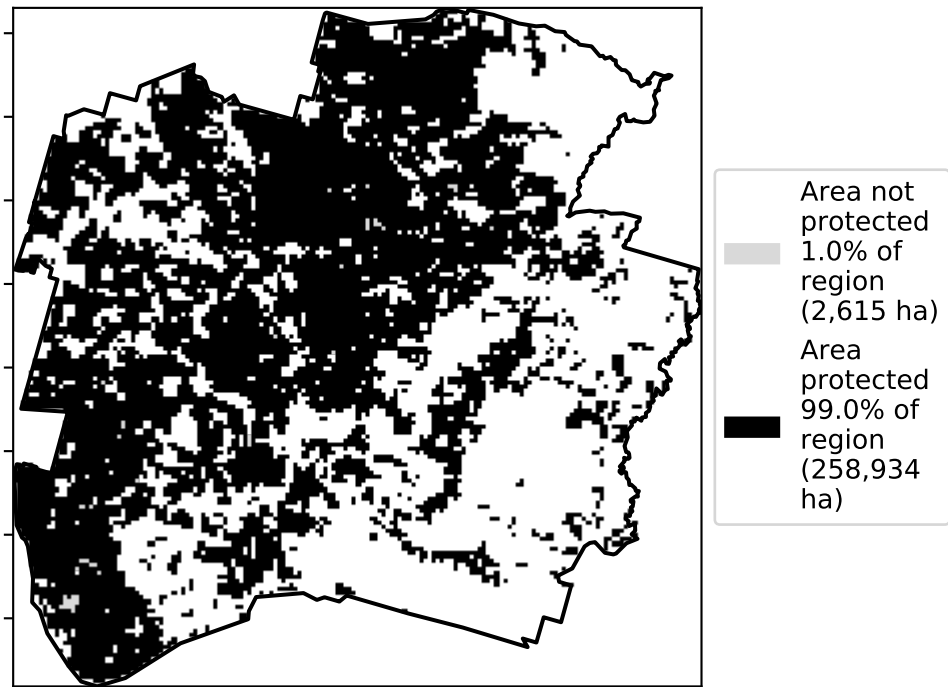 Area not
protected
1.0% of
region
(2,615 ha)
Area
protected
99.0% of
region
(258,934
ha)